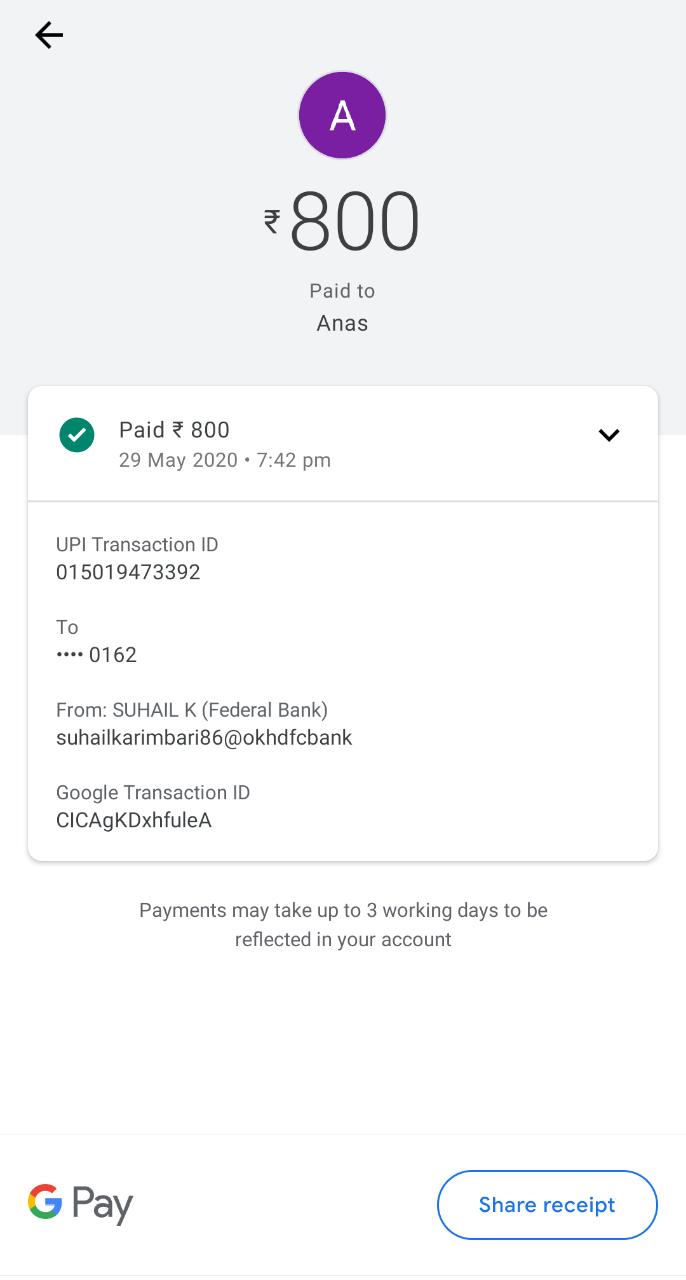 A
₹800
Paid to
Anas
Paid ₹ 800
29 May 2020 • 7:42 pm
UPI Transaction ID
015019473392
To
•••• 0162
From: SUHAIL K (Federal Bank)
suhailkarimbari86@okhdfcbank
Google Transaction ID
CICAgKDxhfuleA
Payments may take up to 3 working days to be
reflected in your account
G Pay
Share receipt